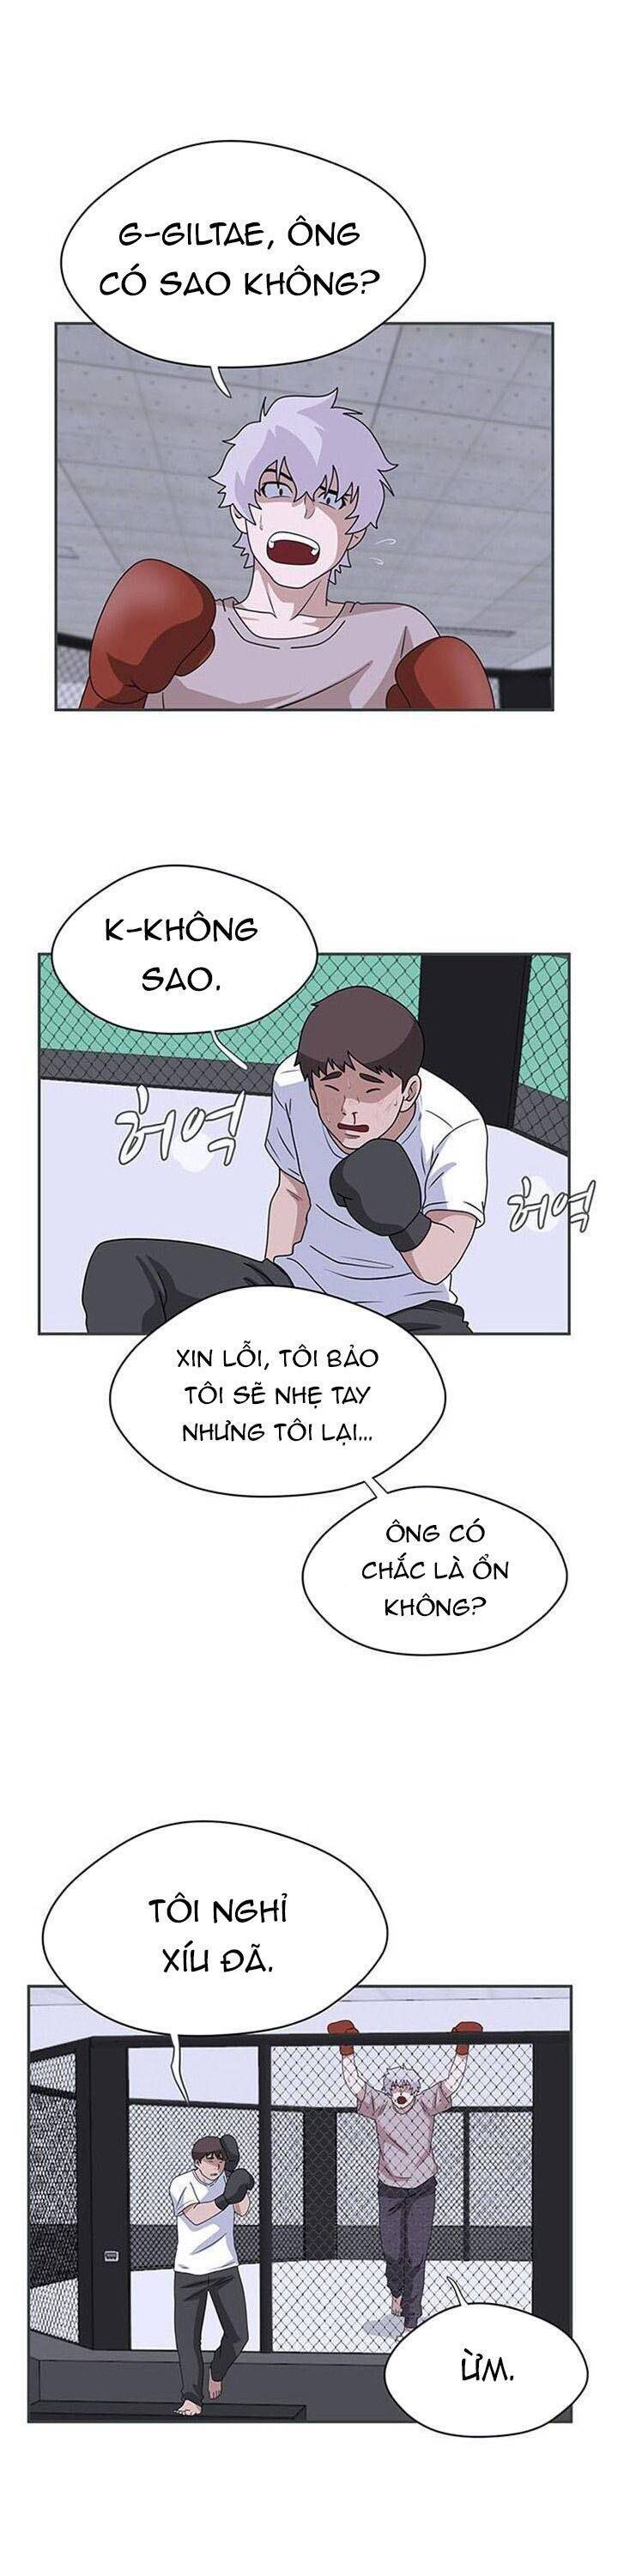 G-GILTAE, ÔNG
CÓ SAO KHÔNG?
K-KHÔNG
SAO.
허억
허억
XIN LỖI, TÔI BẢO
TÔI SẼ NHẸ TAY
NHƯNG TÔI LẠI...
ÔNG CÓ
CHẮC LÀ ỔN
KHÔNG?
TÔI NGHỈ
XÍU ĐÃ.
ỪM.